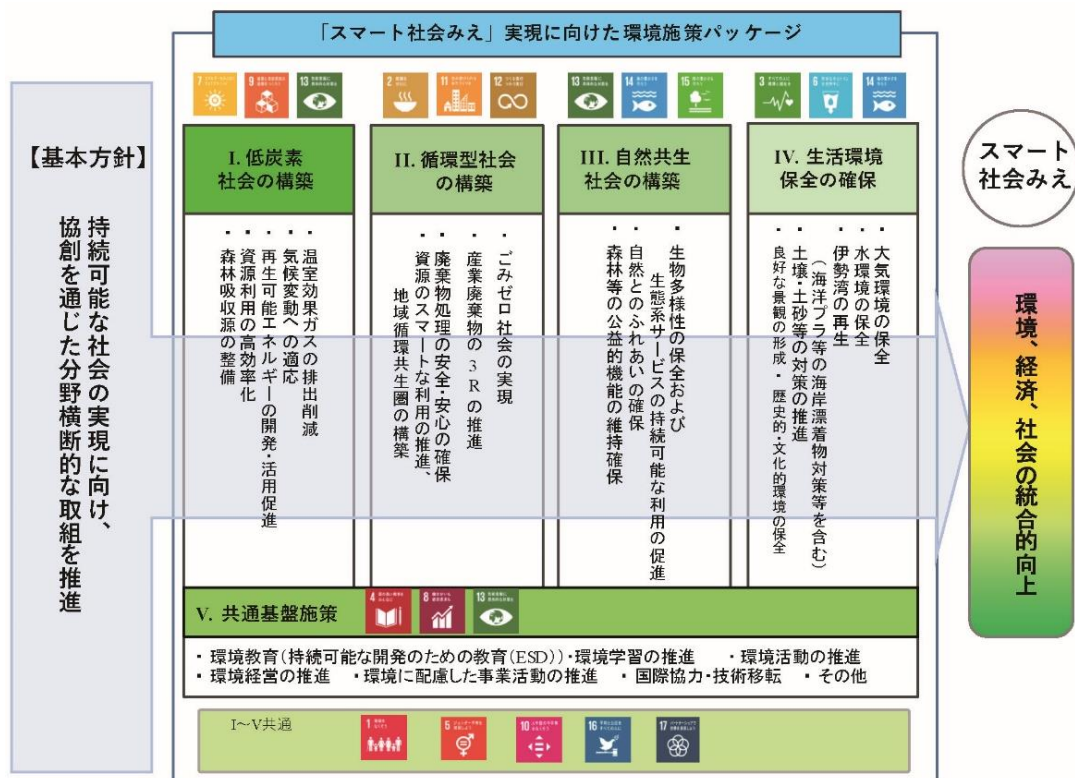 「スマート社会みえ」実現に向けた環境施策パッケージ
【基本方針】
持続可能な社会の実現に向け、
協創を通じた分野横断的な取組を推進
7
9
13
2
11
12
13
14
15
3
6
14
I. 低炭素
社会の構築
・温室効果ガスの排出削減
・気候変動への適応
・再生可能エネルギーの開発・活用促進
・資源利用の高効率化
・森林吸収源の整備
II. 循環型社会
の構築
・ごみゼロ社会の実現
・産業廃棄物の3Rの推進
・廃棄物処理の安全・安心の確保
・資源のスマートな利用の推進、
地域循環共生圏の構築
III. 自然共生
社会の構築
・生物多様性の保全および
生態系サービスの持続可能な利用の促進
・自然とのふれあいの確保
・森林等の公益的機能の維持確保
IV. 生活環境
保全の確保
・大気環境の保全
・水環境の保全
・伊勢湾の再生
（海洋プラ等の海岸漂着物対策等を含む）
・土壌・土砂等の対策の推進
・良好な景観の形成・歴史的・文化的環境の保全
V. 共通基盤施策
4
8
13
・環境教育（持続可能な開発のための教育（ESD））・環境学習の推進 ・環境活動の推進
・環境経営の推進 ・環境に配慮した事業活動の推進 ・国際協力・技術移転 ・その他
I～V共通
1
5
10
16
17
スマート
社会みえ
環境、経済、社会の統合的向上